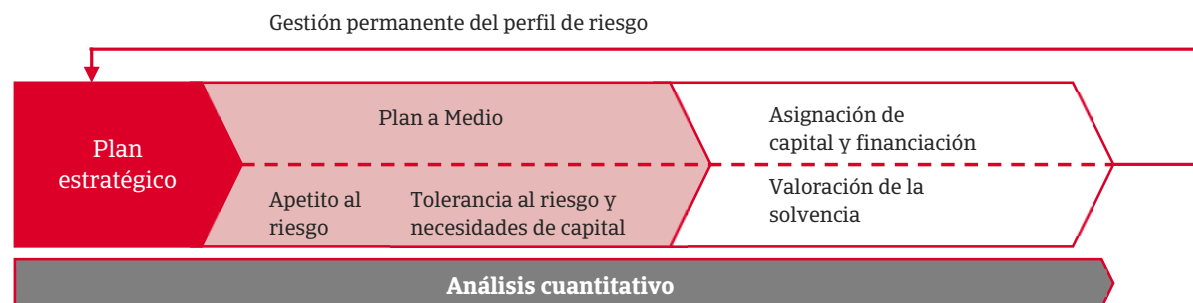 Gestión permanente del perfil de riesgo
Plan
estratégico
Plan a Medio
Apetito al
riesgo
Tolerancia al riesgo y
necesidades de capital
Asignación de
capital y financiación
Valoración de la
solvencia
Análisis cuantitativo